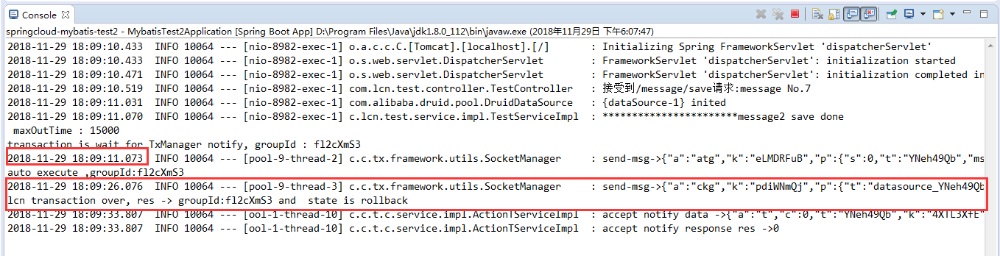 Console
springcloud-mybatis-test2 - MybatisTest2Application [Spring Boot App] D:\Program Files\Java\jdk1.8.0_112\bin\javaw.exe (2018年11月29日 下午6:07:47)
2018-11-29 18:09:10.433  INFO 10064 --- [nio-8982-exec-1] o.a.c.c.C.[Tomcat].[localhost].[/]       : Initializing Spring FrameworkServlet 'dispatcherServlet'
2018-11-29 18:09:10.433  INFO 10064 --- [nio-8982-exec-1] o.s.web.servlet.DispatcherServlet        : FrameworkServlet 'dispatcherServlet': initialization started
2018-11-29 18:09:10.471  INFO 10064 --- [nio-8982-exec-1] o.s.web.servlet.DispatcherServlet        : FrameworkServlet 'dispatcherServlet': initialization completed in
2018-11-29 18:09:10.519  INFO 10064 --- [nio-8982-exec-1] com.lcn.test.controller.TestController   : 接受到/message/save请求:message No.7
2018-11-29 18:09:11.031  INFO 10064 --- [nio-8982-exec-1] com.alibaba.druid.pool.DruidDataSource   : {dataSource-1} inited
2018-11-29 18:09:11.070  INFO 10064 --- [nio-8982-exec-1] c.lcn.test.service.impl.TestServiceImpl  : ***********************message2 save done
maxOutTime : 15000
transaction is wait for TxManager notify, groupId : fl2cXmS3
2018-11-29 18:09:11.073  INFO 10064 --- [pool-9-thread-2] c.c.tx.framework.utils.SocketManager     : send-msg->{"a":"atg","k":"eLMDRFuB","p":{"s":0,"t":"YNeh49Qb","ms
auto execute ,groupId:fl2cXmS3
2018-11-29 18:09:26.076  INFO 10064 --- [pool-9-thread-3] c.c.tx.framework.utils.SocketManager     : send-msg->{"a":"ckg","k":"pdiWNmQj","p":{"t":"datasource_YNeh49Qb
lcn transaction over, res -> groupId:fl2cXmS3 and  state is rollback
2018-11-29 18:09:33.807  INFO 10064 --- [ool-1-thread-10] c.c.t.c.service.impl.ActionTServiceImpl  : accept notify data ->{"a":"t","c":0,"t":"YNeh49Qb","k":"4XTL3XfE"
2018-11-29 18:09:33.807  INFO 10064 --- [ool-1-thread-10] c.c.t.c.service.impl.ActionTServiceImpl  : accept notify response res ->0